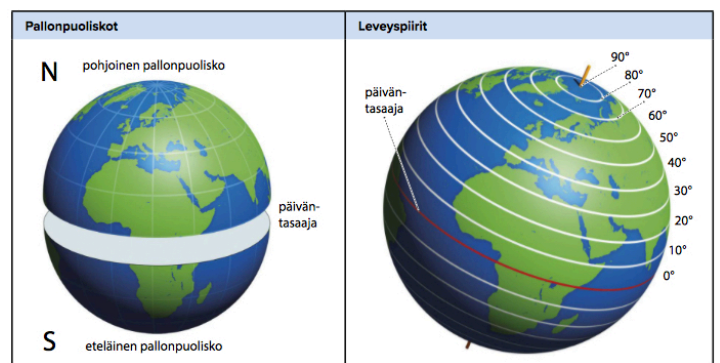 Pallonpuoliskot
N
pohjoinen pallonpuolisko
päivän-
tasaaja
S
eteläinen pallonpuolisko
Leveyspiirit
päivän-
tasaaja
90°
80°
70°
60°
50°
40°
30°
20°
10°
0°